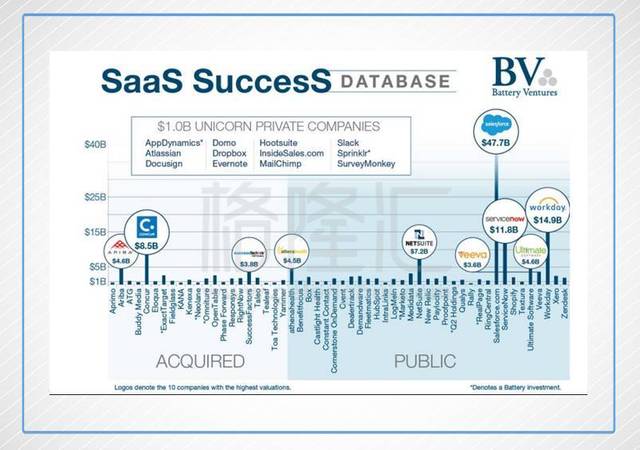 SaaS SuccesS DATABASE
BV
Battery Ventures
$1.0B UNICORN PRIVATE COMPANIES
AppDynamics*
Atlassian
Docusign
Domo
Dropbox
Evernote
Hootsuite
InsideSales.com
MailChimp
Slack
Sprinklr*
SurveyMonkey
格隆汇
$40B
$25B
$15B
$5B
$1B
ARIBA
$4.6B
C.
CONCUR
$8.5B
$3.8B
athenahealth
$4.5B
NETSUITE
$7.2B
veeva
$3.6B
salesforce
$47.7B
servicenow
$11.8B
Ultimate
SOFTWARE
$4.6B
workday
$14.9B
Aprimo
Ariba
ATG
Buddy Media
Concur
Eloqua
*ExactTarget
Fieldglass
KANA
Kenexa
*Neolane
*Omniture
OpenTable
Phase Forward
Responsys
RightNow
SuccessFactors
Taleo
Tealeaf
Toa Technologies
Yammer
athenahealth
Benefitfocus
Box
Castlight Health
Constant Contact
Cornerstone OnDemand
Cvent
Dealertrack
Demandware
Fleetmatics
HubSpot
IntraLinks
LogMeIn
*Marketo
Medidata
NetSuite
New Relic
Paylocity
Proofpoint
*Q2 Holdings
Qualys
Rally
*RealPage
RingCentral
Salesforce.com
ServiceNow
Shopify
Textura
Ultimate Software
Veeva
Workday
Xero
Zendesk
ACQUIRED
PUBLIC
Logos denote the 10 companies with the highest valuations.
*Denotes a Battery investment.